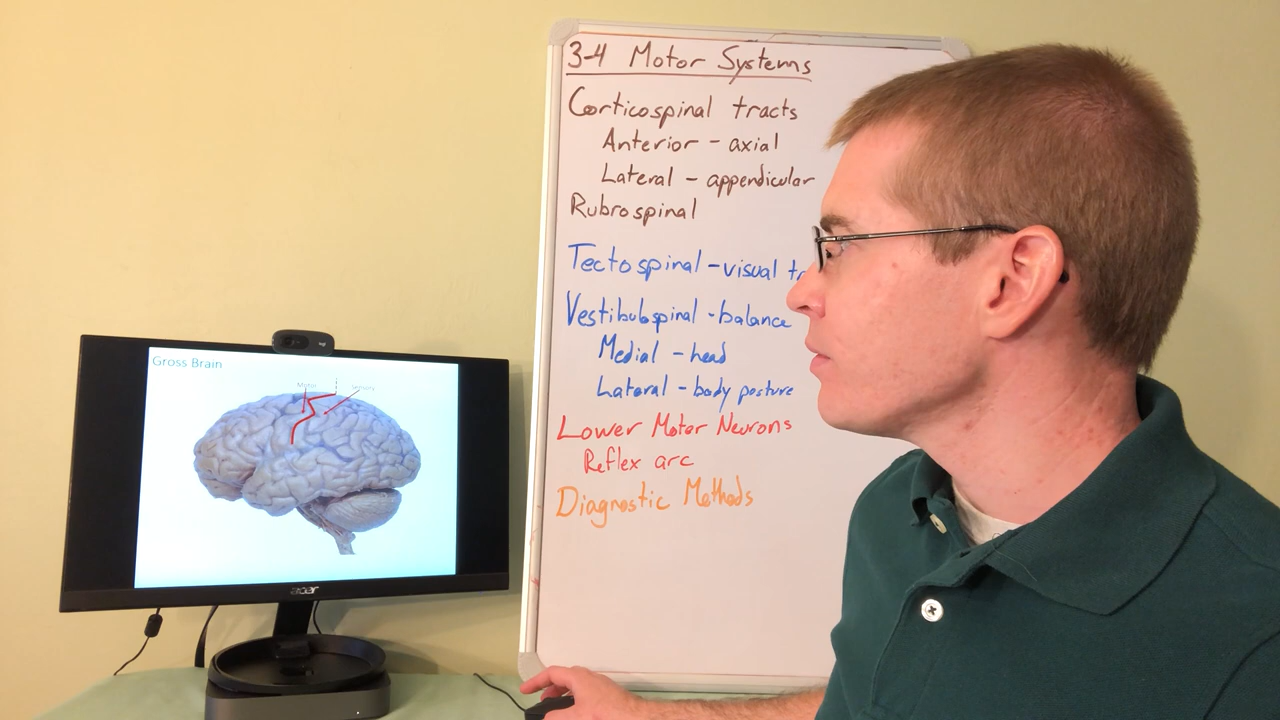 3-4 Motor Systems
Corticospinal tracts
Anterior - axial
Lateral - appendicular
Rubrospinal
Tectospinal - visual
Vestibulospinal - balance
Medial - head
Lateral - body posture
Lower Motor Neurons
Reflex arc
Diagnostic Methods
Gross Brain
Motor
Sensory
acer